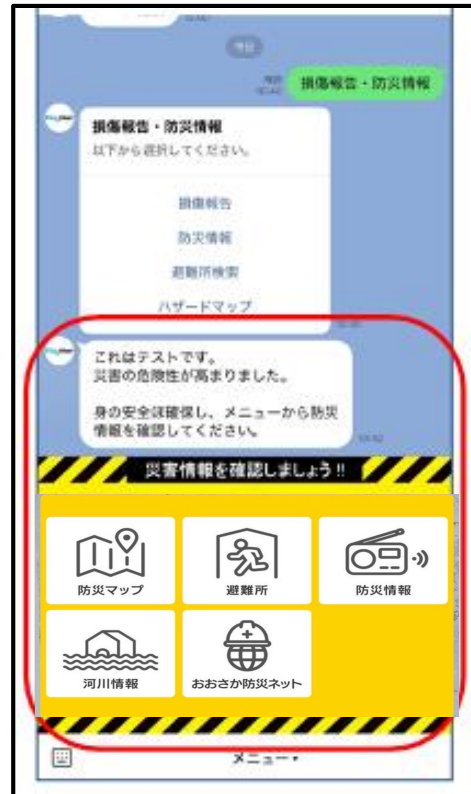 今日
損傷報告・防災情報
損傷報告・防災情報
以下から選択してください。
損傷報告
防災情報
避難所検索
ハザードマップ
これはテストです。
災害の危険性が高まりました。
身の安全は確保し、メニューから防災
情報を確認してください。
災害情報を確認しましょう!!
防災マップ
避難所
防災情報
河川情報
おおさか防災ネット
メニュー▾